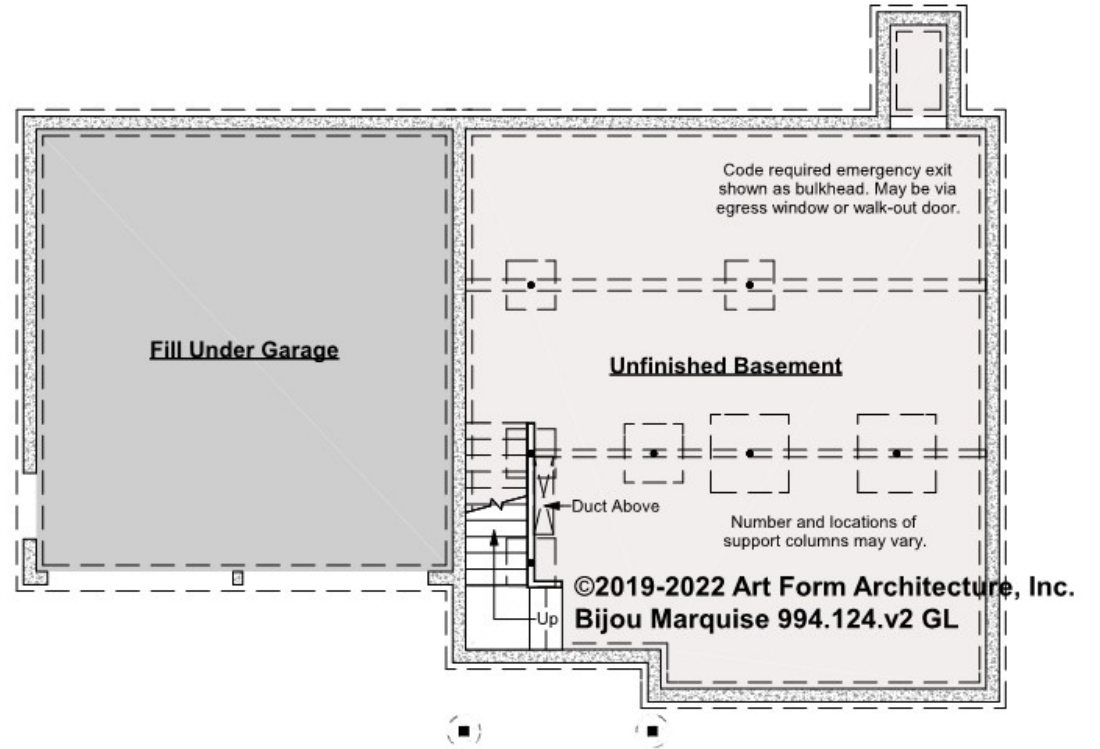 Code required emergency exit
shown as bulkhead. May be via
egress window or walk-out door.
Fill Under Garage
Unfinished Basement
Duct Above
Number and locations of
support columns may vary.
©2019-2022 Art Form Architecture, Inc.
Bijou Marquise 994.124.v2 GL
Up